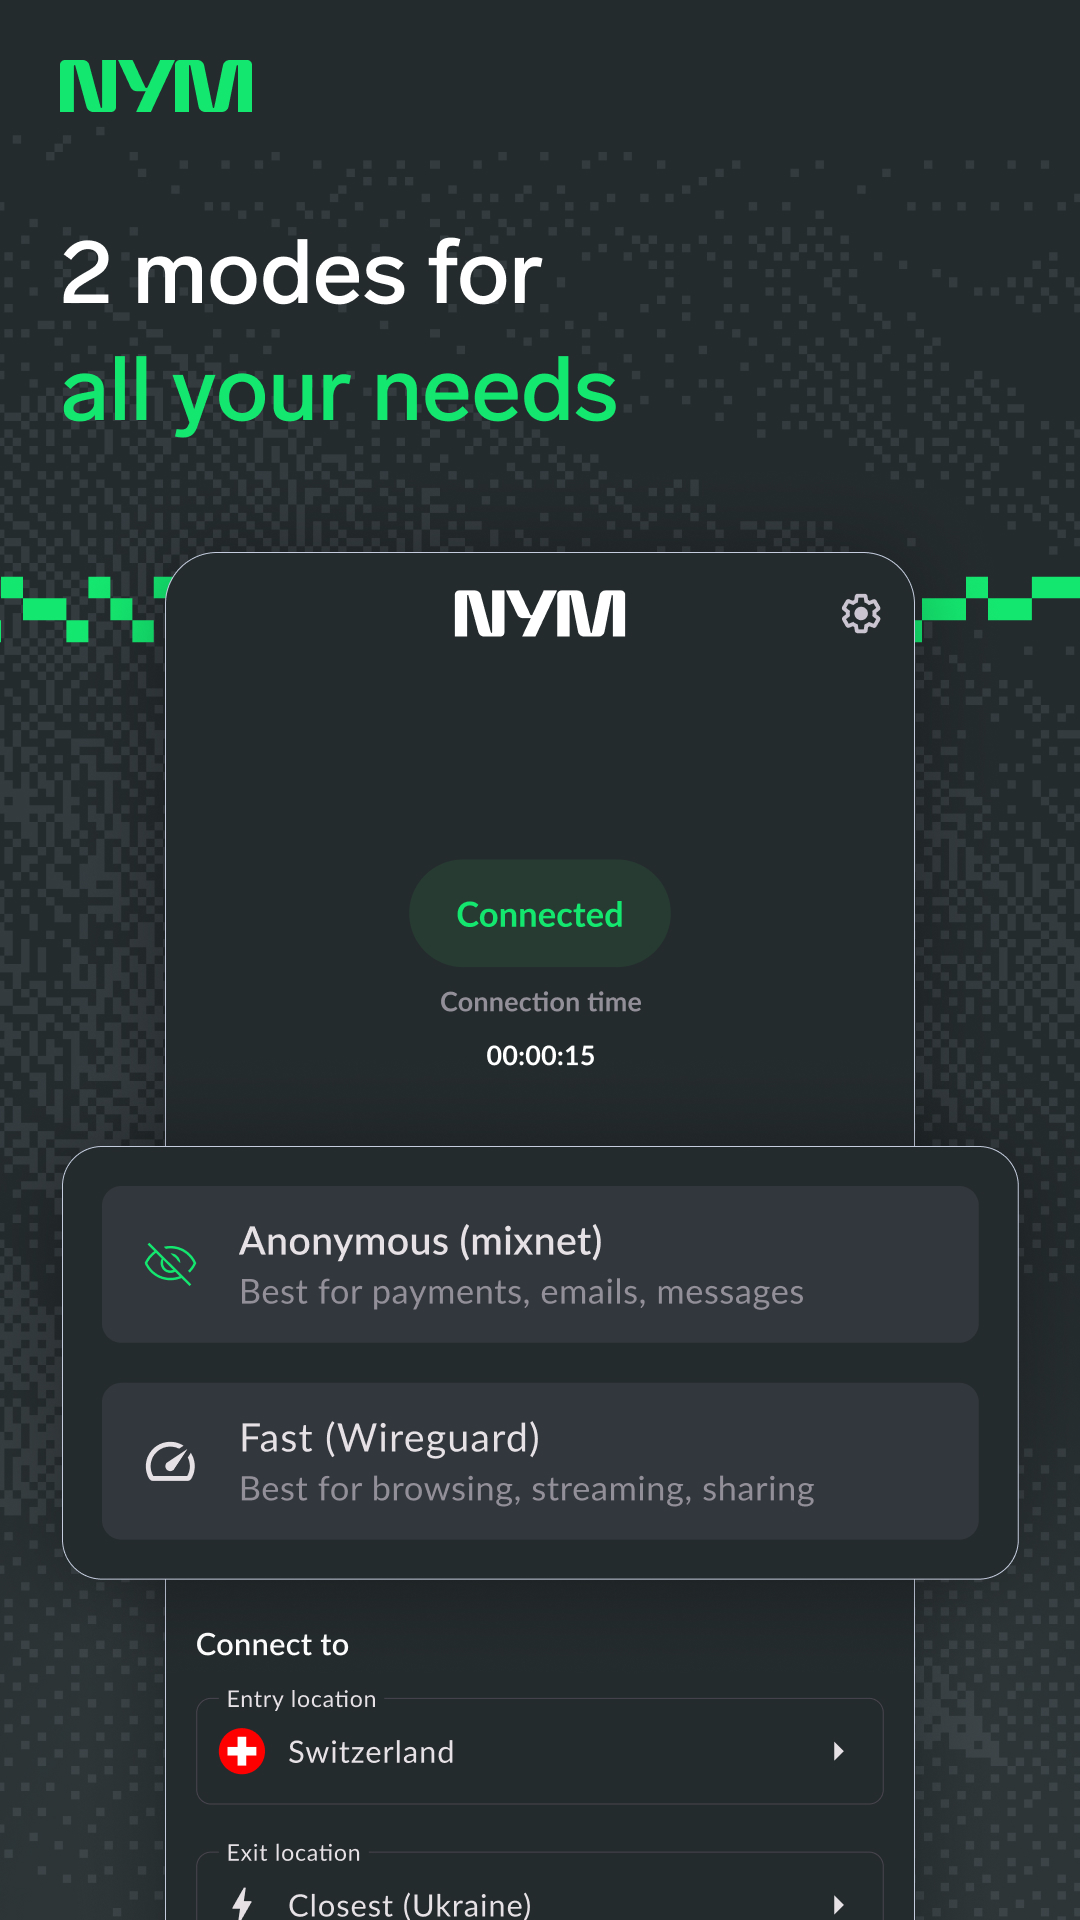 NYM
2 modes for
all your needs
NYM
Connected
Connection time
00:00:15
Anonymous (mixnet)
Best for payments, emails, messages
Fast (Wireguard)
Best for browsing, streaming, sharing
Connect to
Entry location
Switzerland
Exit location
Closest (Ukraine)